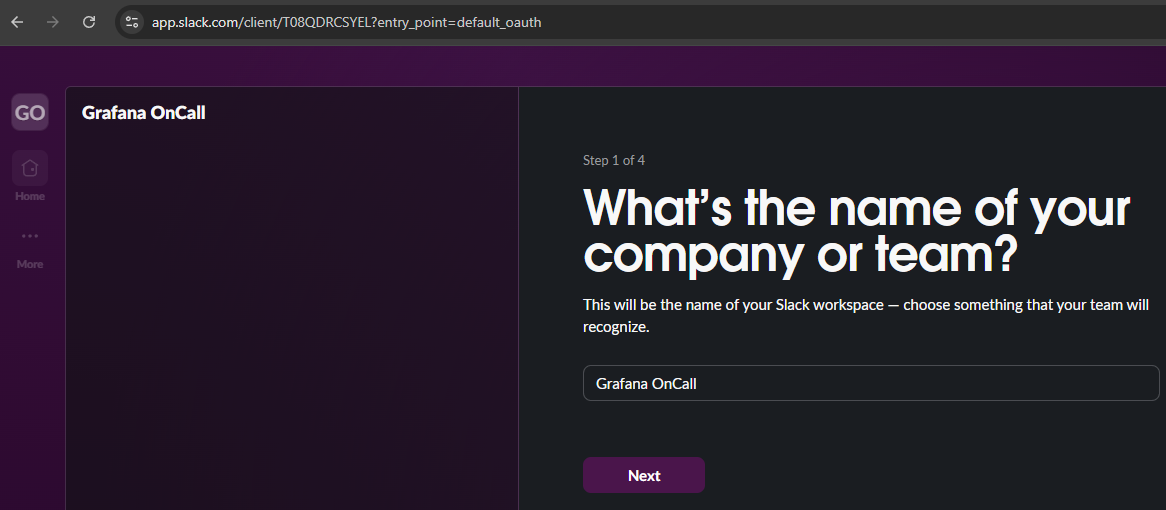 app.slack.com/client/T08QDRCSYEL?entry_point=default_oauth
GO
Home
More
Grafana OnCall
Step 1 of 4
What's the name of your
company or team?
This will be the name of your Slack workspace — choose something that your team will
recognize.
Grafana OnCall
Next